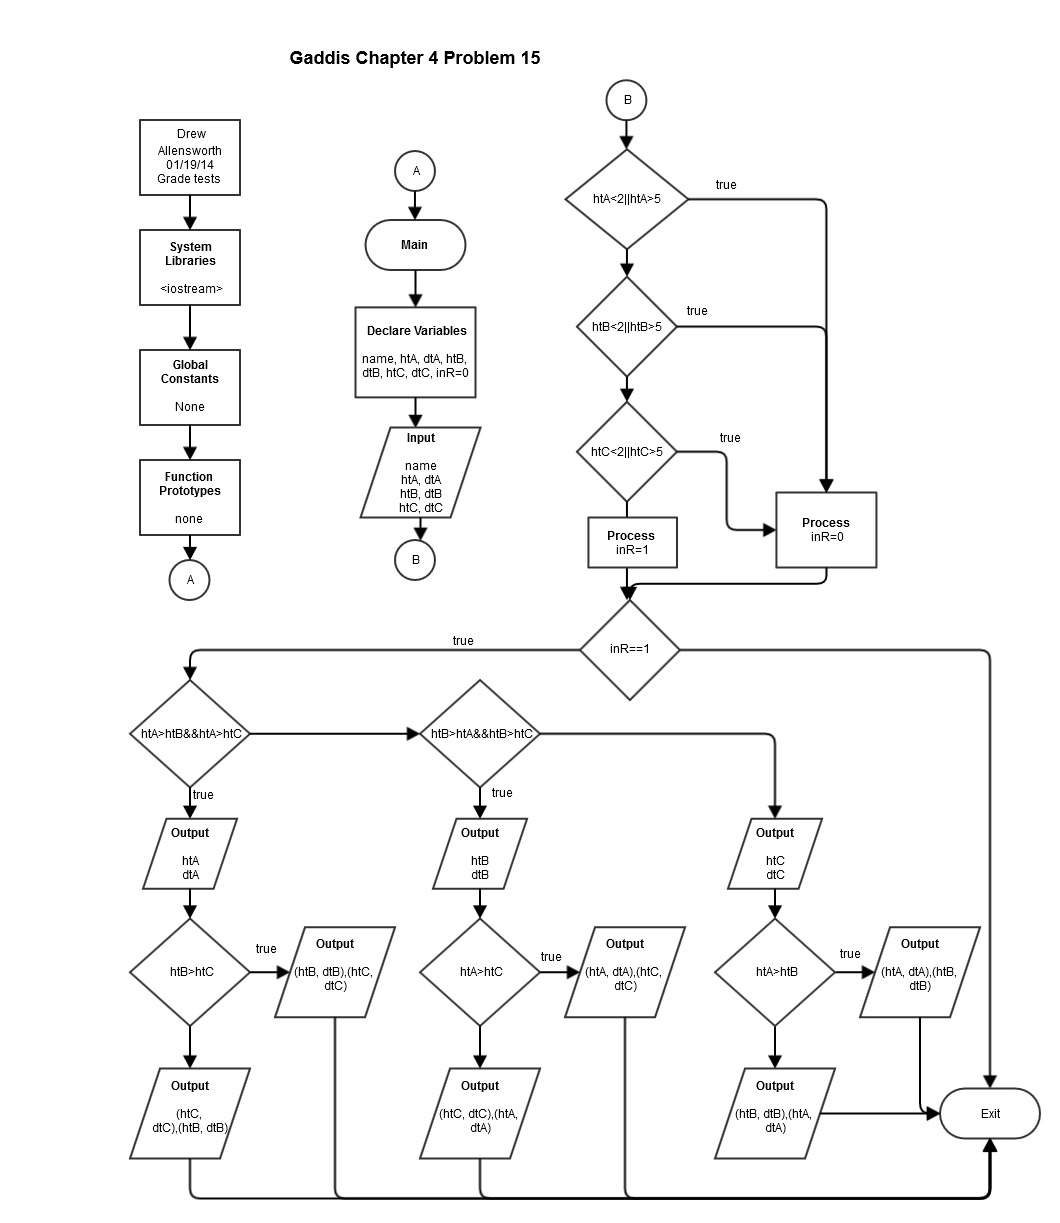 Gaddis Chapter 4 Problem 15
Drew
Allensworth
01/19/14
Grade tests
System
Libraries
<iostream>
Global
Constants
None
Function
Prototypes
none
A
A
Main
Declare Variables
name, htA, dtA, htB,
dtB, htC, dtC, inR=0
Input
name
htA, dtA
htB, dtB
htC, dtC
B
B
htA<2||htA>5
true
htB<2||htB>5
true
htC<2||htC>5
true
Process
inR=1
Process
inR=0
inR==1
true
htA>htB&&htA>htC
true
htB>htA&&htB>htC
true
Output
htA
dtA
Output
htB
dtB
Output
htC
dtC
htB>htC
true
Output
(htB, dtB),(htC,
dtC)
htA>htC
true
Output
(htA, dtA),(htC,
dtC)
htA>htB
true
Output
(htA, dtA),(htB,
dtB)
Output
(htC,
dtC),(htB, dtB)
Output
(htC, dtC),(htA,
dtA)
Output
(htB, dtB),(htA,
dtA)
Exit